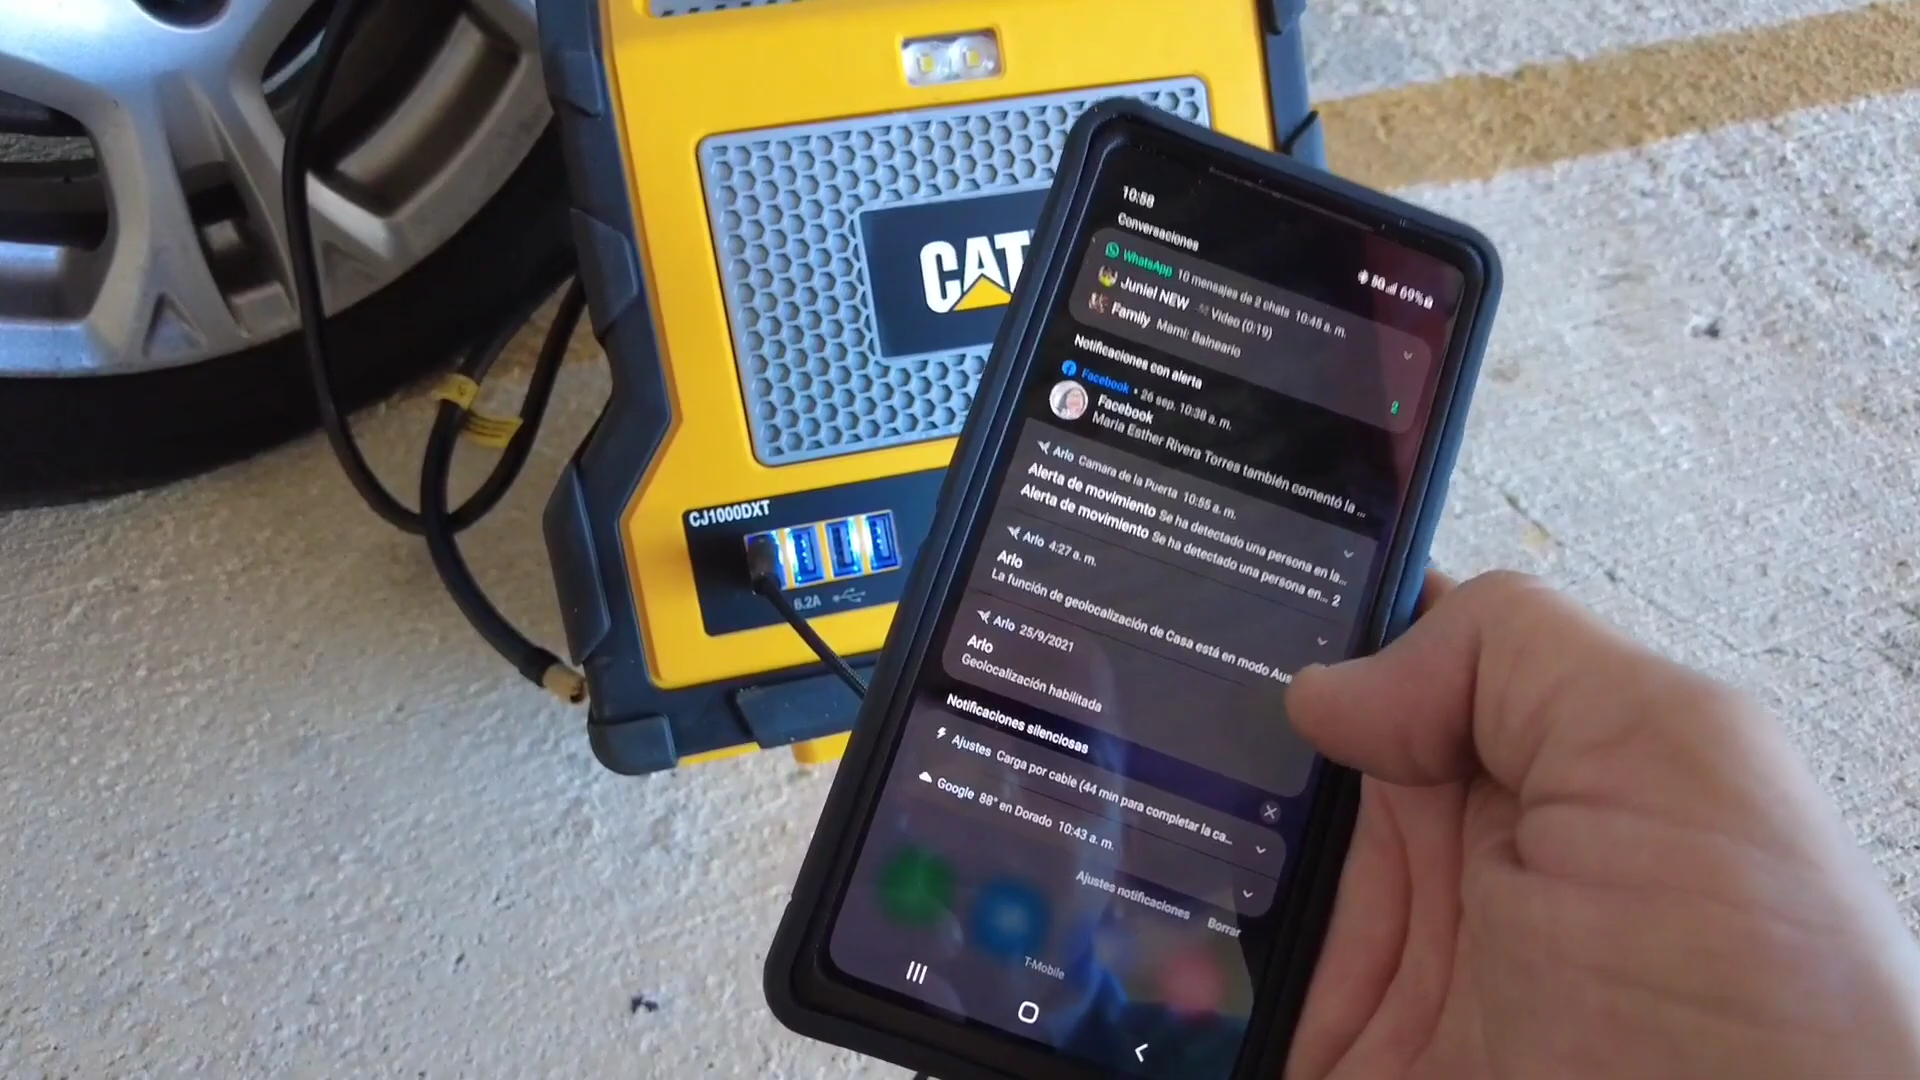 CAT
CJ1000DXT
6.2A
10:58
5G 69%
Conversaciones
WhatsApp 10 mensajes de 2 chats 10:45 a. m.
Juniel NEW Video (0:19)
Family Mami: Balneario
2
Notificaciones con alerta
Facebook • 26 sep. 10:38 a. m.
Facebook
Maria Esther Rivera Torres también comentó la ...
Arlo Camara de la Puerta 10:55 a. m.
Alerta de movimiento Se ha detectado una persona en la...
Alerta de movimiento Se ha detectado una persona en... 2
Arlo 4:27 a. m.
Arlo
La función de geolocalización de Casa está en modo Aus
Arlo 25/9/2021
Arlo
Geolocalización habilitada
Notificaciones silenciosas
Ajustes Carga por cable (44 min para completar la ca...
Google 88° en Dorado 10:43 a. m.
Ajustes notificaciones Borrar
T-Mobile